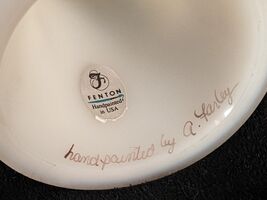 F
FENTON
Handpainted
in USA
handpainted by A. Farley